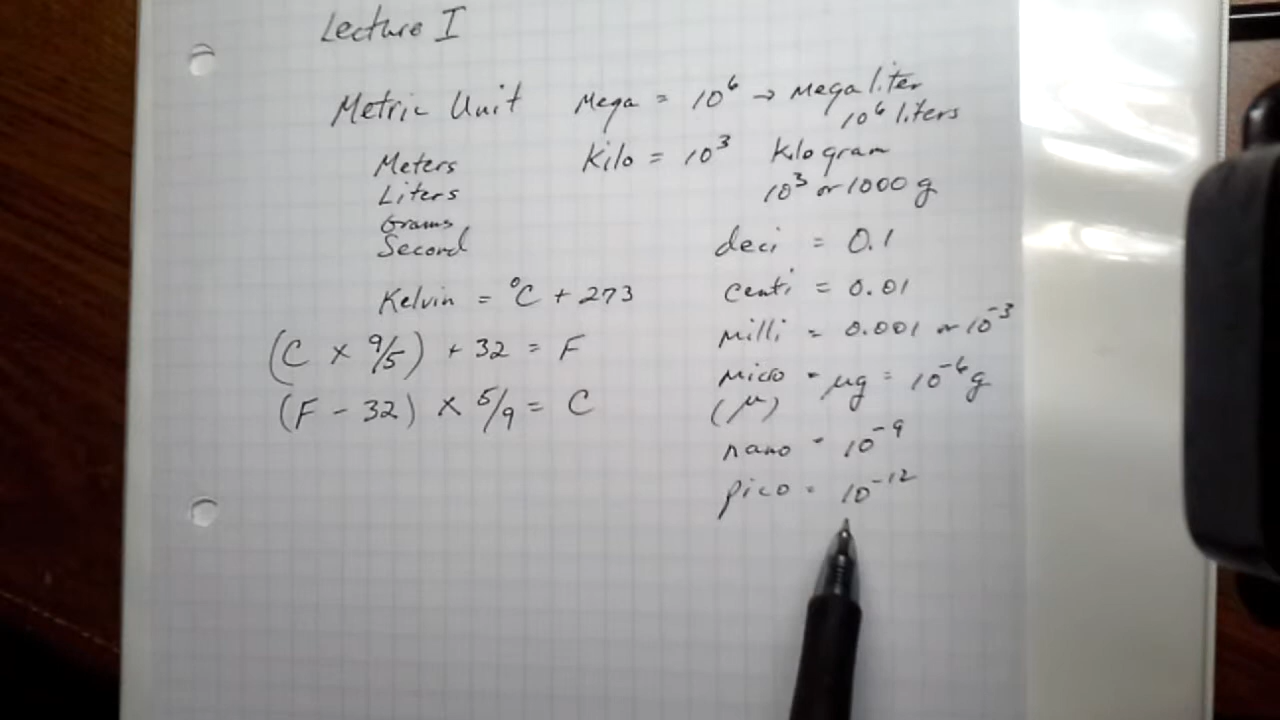 Lecture I
Metric Unit
Mega = 10⁶ → Megaliter
10⁶ liters
Meters
Liters
Grams
Second
Kilo = 10³ Kilogram
10³ or 1000 g
Kelvin = °C + 273
(C × 9/5) + 32 = F
(F - 32) × 5/9 = C
deci = 0.1
centi = 0.01
milli = 0.001 or 10⁻³
micro = μg = 10⁻⁶ g
(μ)
nano = 10⁻⁹
pico = 10⁻¹²